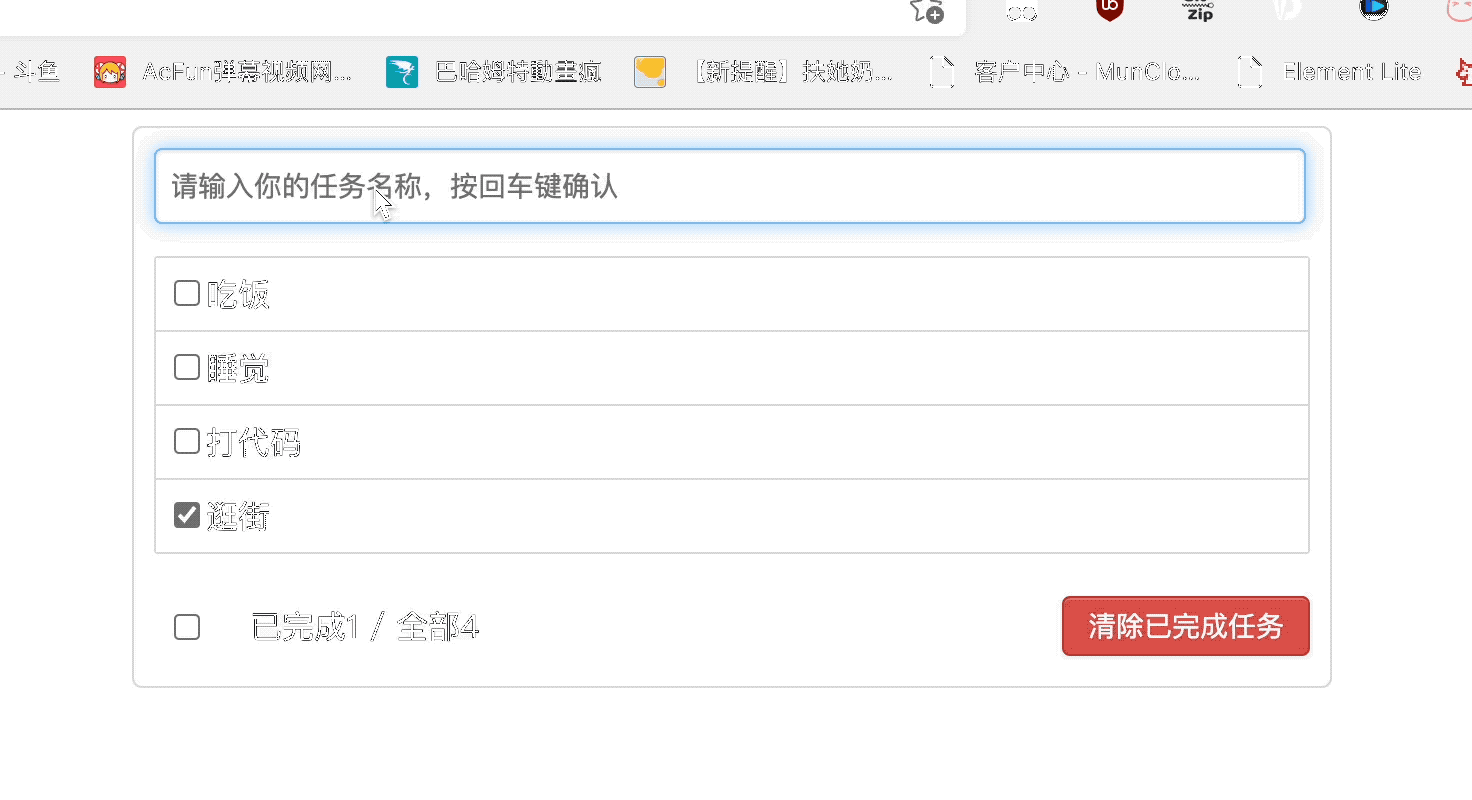 Zip
- 斗鱼 AcFun弹幕视频网... 巴哈姆特動畫瘋 【新提醒】扶她奶... 客户中心 - MunClo... Element Lite
请输入你的任务名称，按回车键确认
吃饭
睡觉
打代码
逛街
已完成1 / 全部4 清除已完成任务